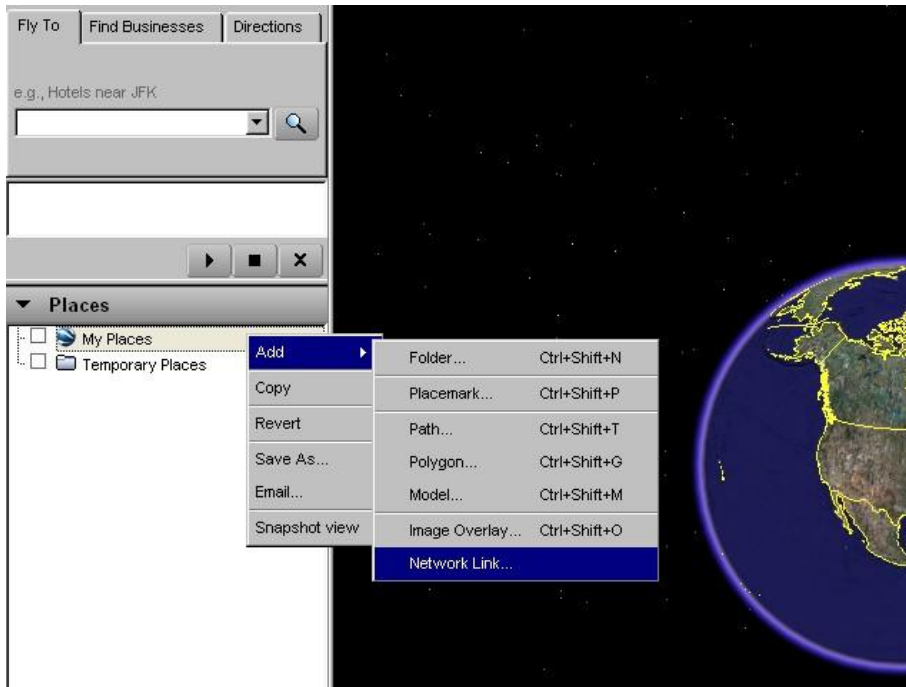 Fly To Find Businesses Directions
e.g., Hotels near JFK
Places
My Places
Temporary Places
Add
Copy
Revert
Save As...
Email...
Snapshot view
Folder... Ctrl+Shift+N
Placemark... Ctrl+Shift+P
Path... Ctrl+Shift+T
Polygon... Ctrl+Shift+G
Model... Ctrl+Shift+M
Image Overlay... Ctrl+Shift+O
Network Link...